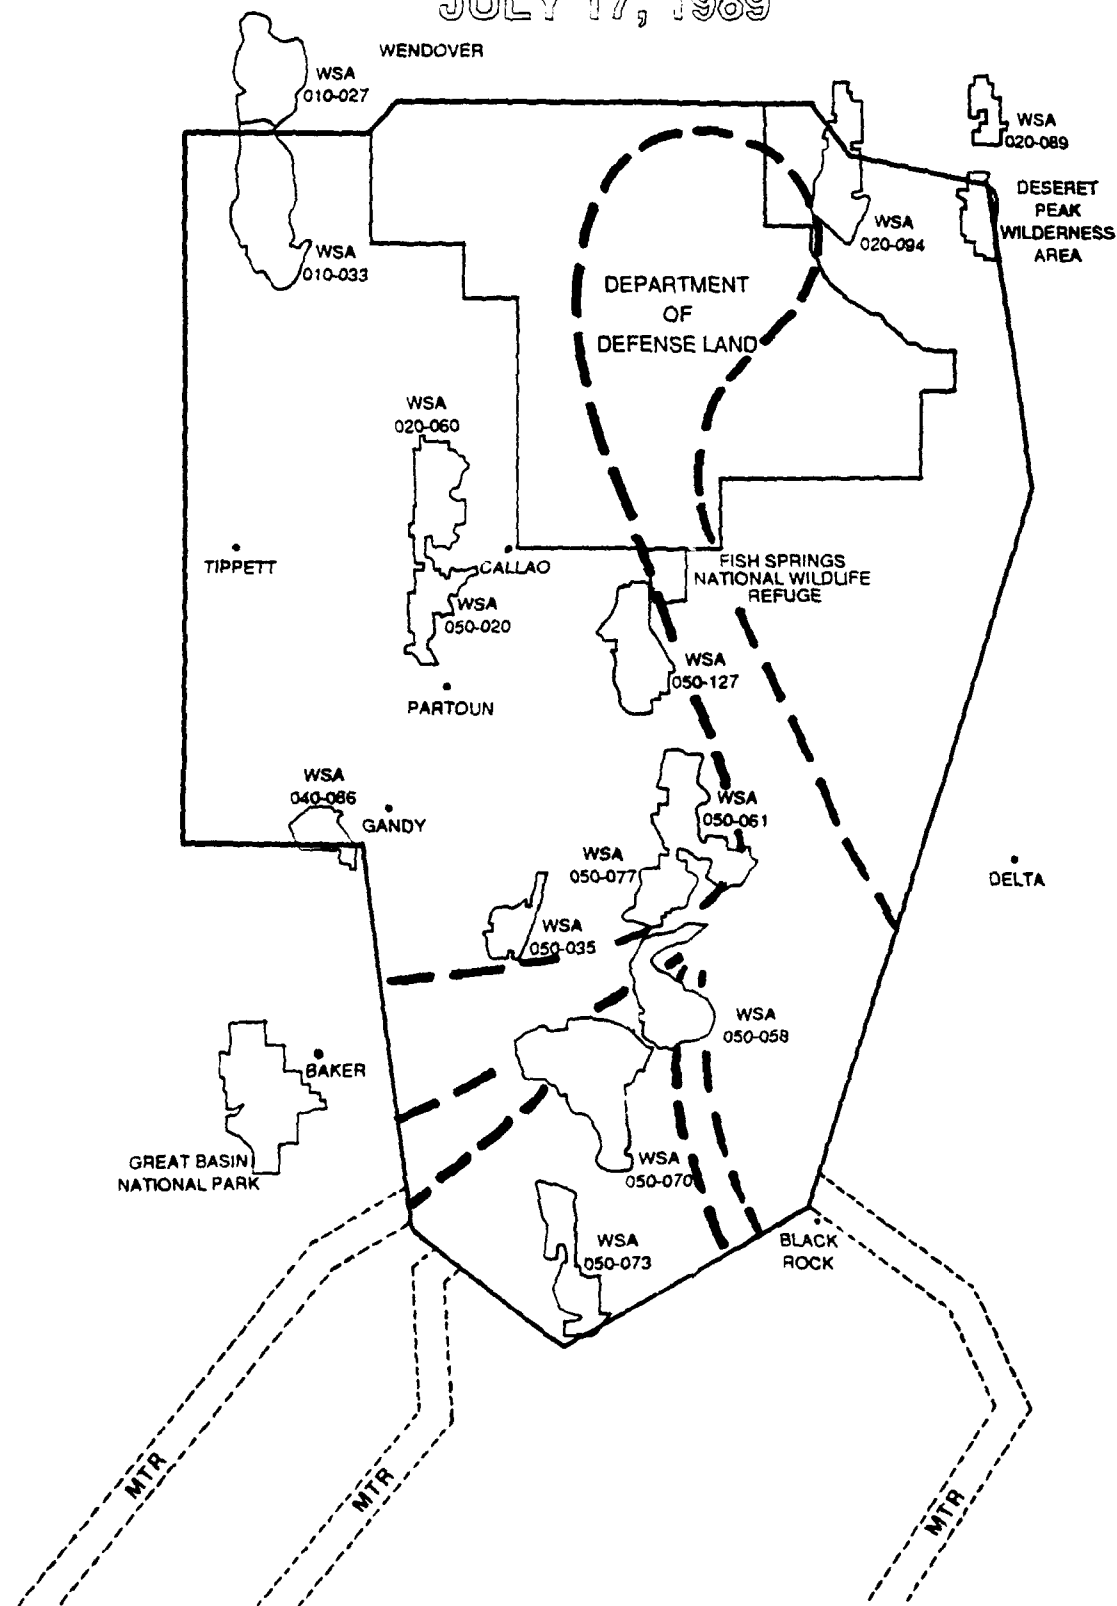 JULY 17, 1989
WENDOVER
WSA
010-027
WSA
020-089
DESERET
PEAK
WILDERNESS
AREA
WSA
020-094
WSA
010-033
DEPARTMENT
OF
DEFENSE LAND
WSA
020-060
TIPPETT
CALLAO
FISH SPRINGS
NATIONAL WILDLIFE
REFUGE
WSA
050-020
WSA
050-127
PARTOUN
WSA
040-086
GANDY
WSA
050-061
WSA
050-077
DELTA
WSA
050-035
WSA
050-058
BAKER
GREAT BASIN
NATIONAL PARK
WSA
050-070
WSA
050-073
BLACK
ROCK
MTR
MTR
MTR